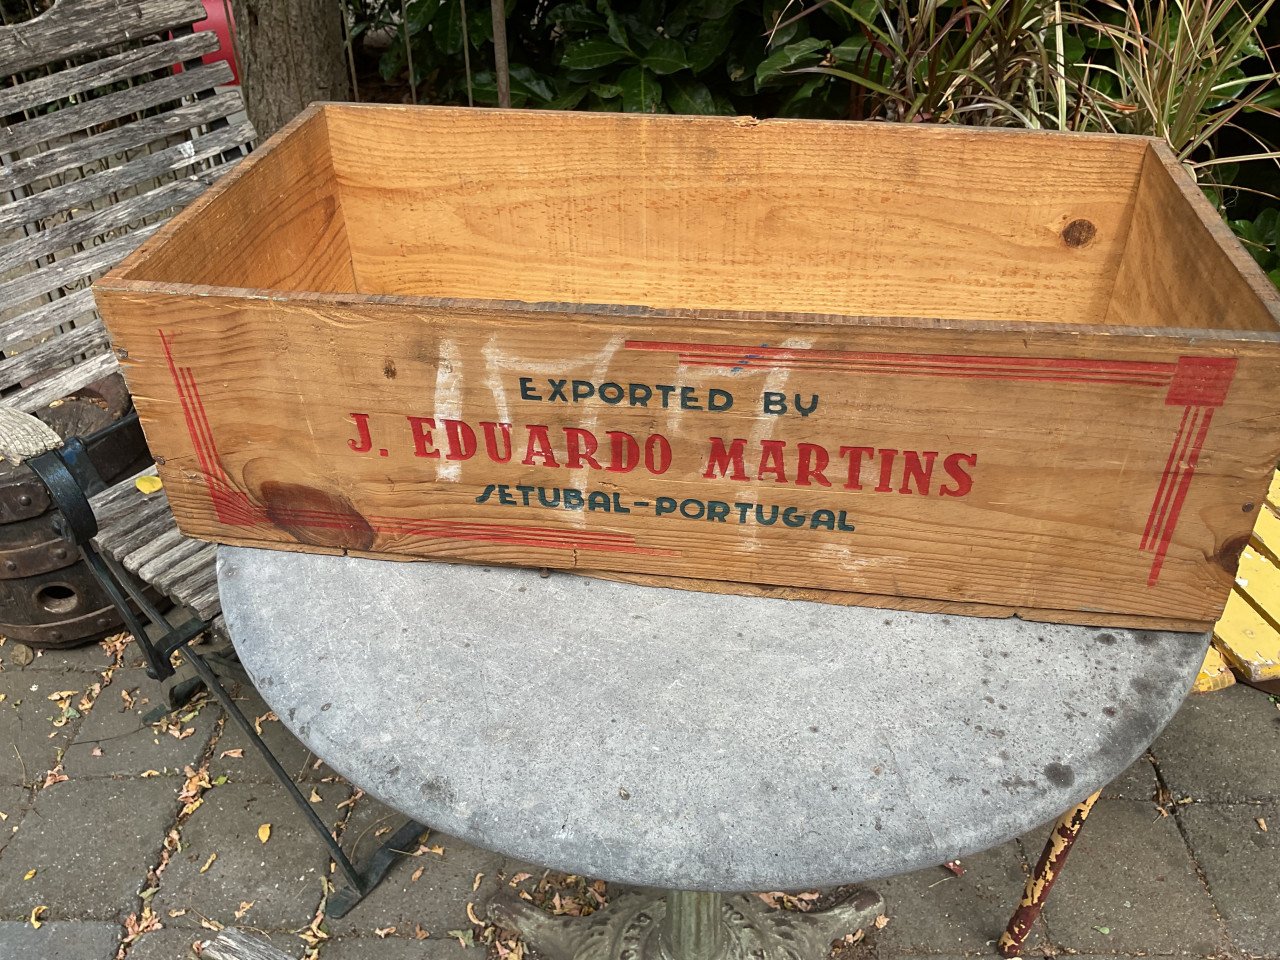 EXPORTED BY
J. EDUARDO MARTINS
SETUBAL-PORTUGAL